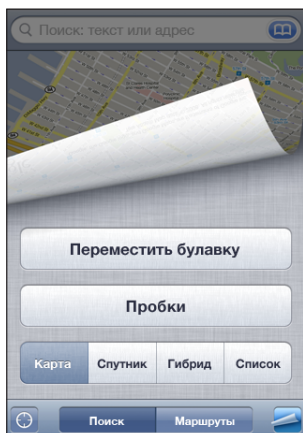 Поиск: текст или адрес
Переместить булавку
Пробки
Карта Спутник Гибрид Список
Поиск Маршруты